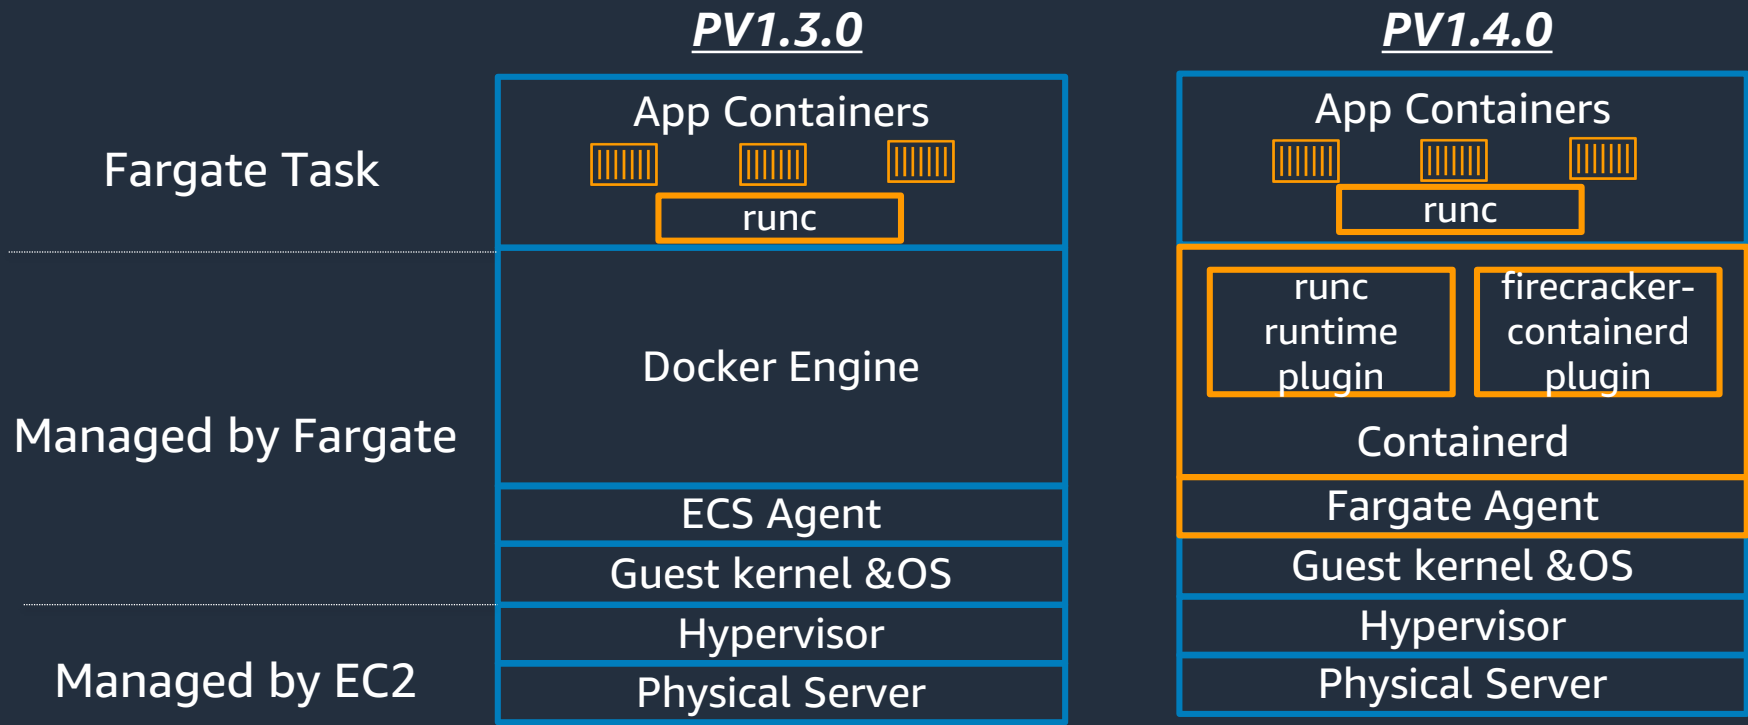 PV1.3.0
PV1.4.0
Fargate Task
App Containers
runc
App Containers
runc
Managed by Fargate
Docker Engine
ECS Agent
Guest kernel &OS
runc
runtime
plugin
firecracker-
containerd
plugin
Containerd
Fargate Agent
Guest kernel &OS
Managed by EC2
Hypervisor
Physical Server
Hypervisor
Physical Server